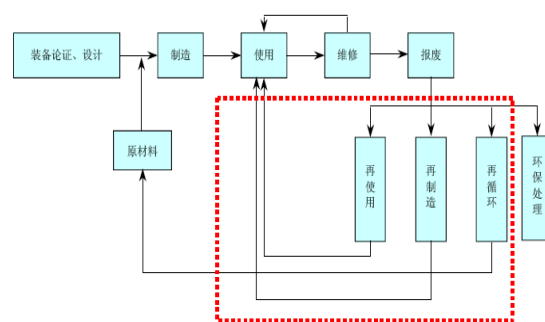 装备论证、设计
制造
使用
维修
报废
原材料
再使用
再制造
再循环
环保处理